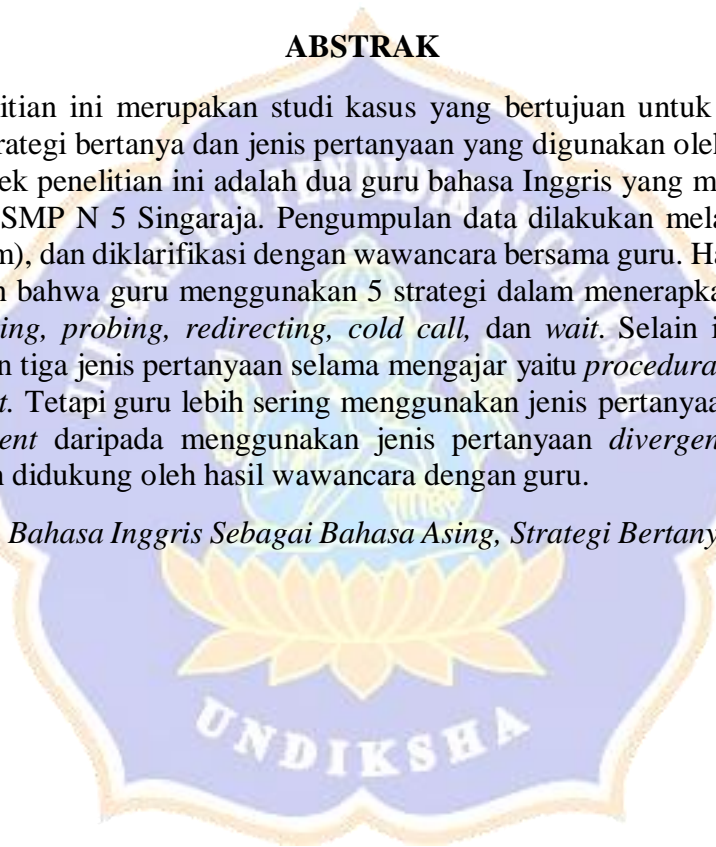 ABSTRAK
itian ini merupakan studi kasus yang bertujuan untuk
rategi bertanya dan jenis pertanyaan yang digunakan oleh
ek penelitian ini adalah dua guru bahasa Inggris yang m
SMP N 5 Singaraja. Pengumpulan data dilakukan mela
m), dan diklarifikasi dengan wawancara bersama guru. Ha
n bahwa guru menggunakan 5 strategi dalam menerapka
ing, probing, redirecting, cold call, dan wait. Selain i
n tiga jenis pertanyaan selama mengajar yaitu procedura
t. Tetapi guru lebih sering menggunakan jenis pertanyaa
ent daripada menggunakan jenis pertanyaan divergen
n didukung oleh hasil wawancara dengan guru.
Bahasa Inggris Sebagai Bahasa Asing, Strategi Bertany
UNDIKSHA